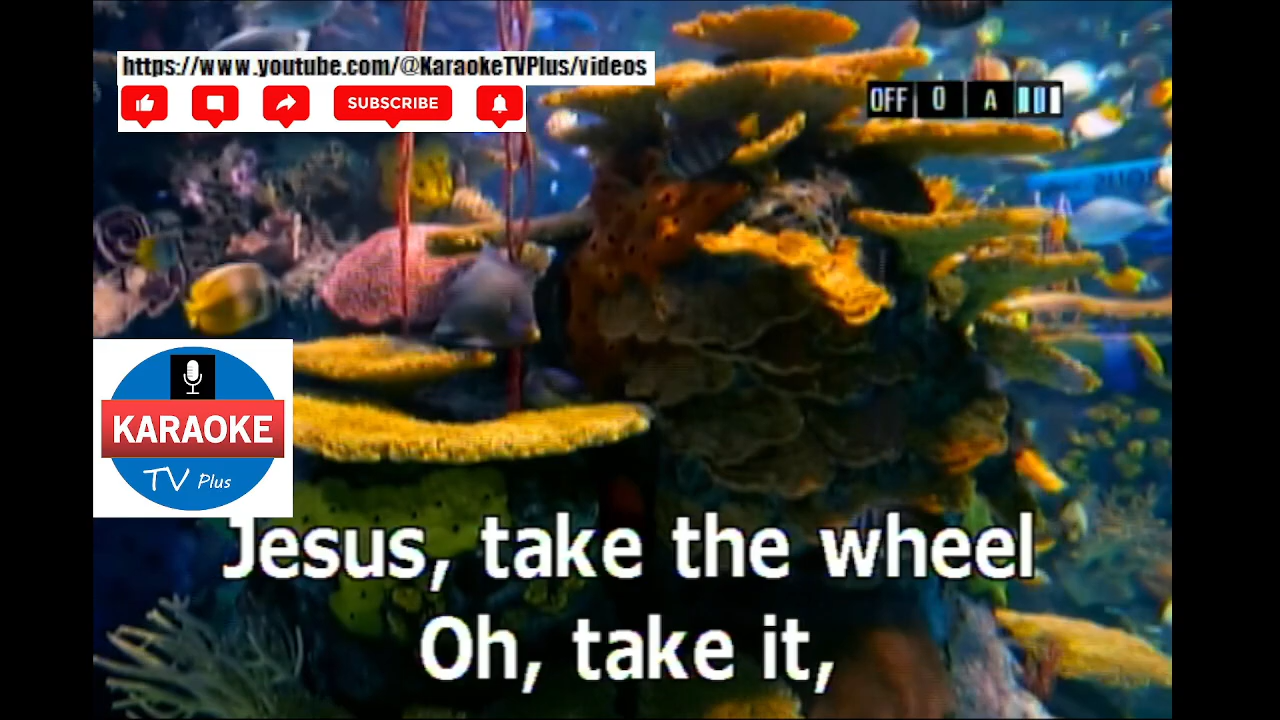 https://www.youtube.com/@KaraokeTVPlus/videos
SUBSCRIBE
OFF 0 A
KARAOKE
TV Plus
Jesus, take the wheel
Oh, take it,